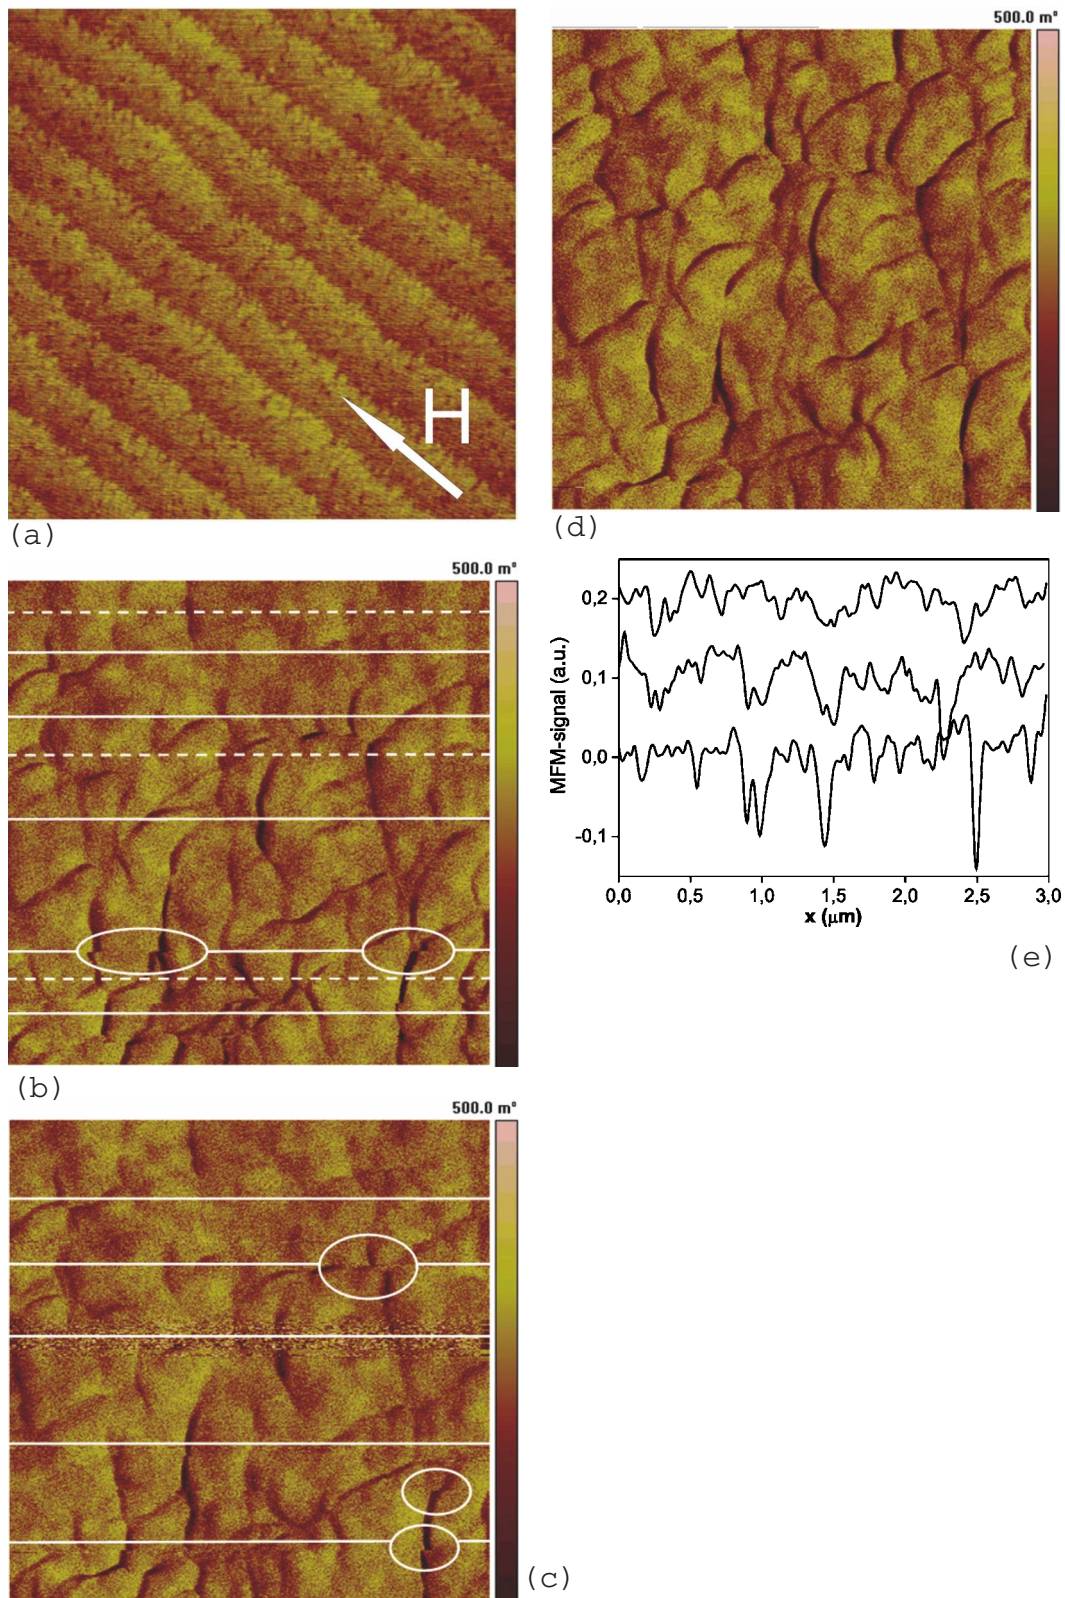 H
(a)
500.0 m°
(d)
500.0 m°
(b)
0,2
0,1
0,0
-0,1
MFM-signal (a.u.)
0,0 0,5 1,0 1,5 2,0 2,5 3,0
x (μm)
(e)
500.0 m°
(c)